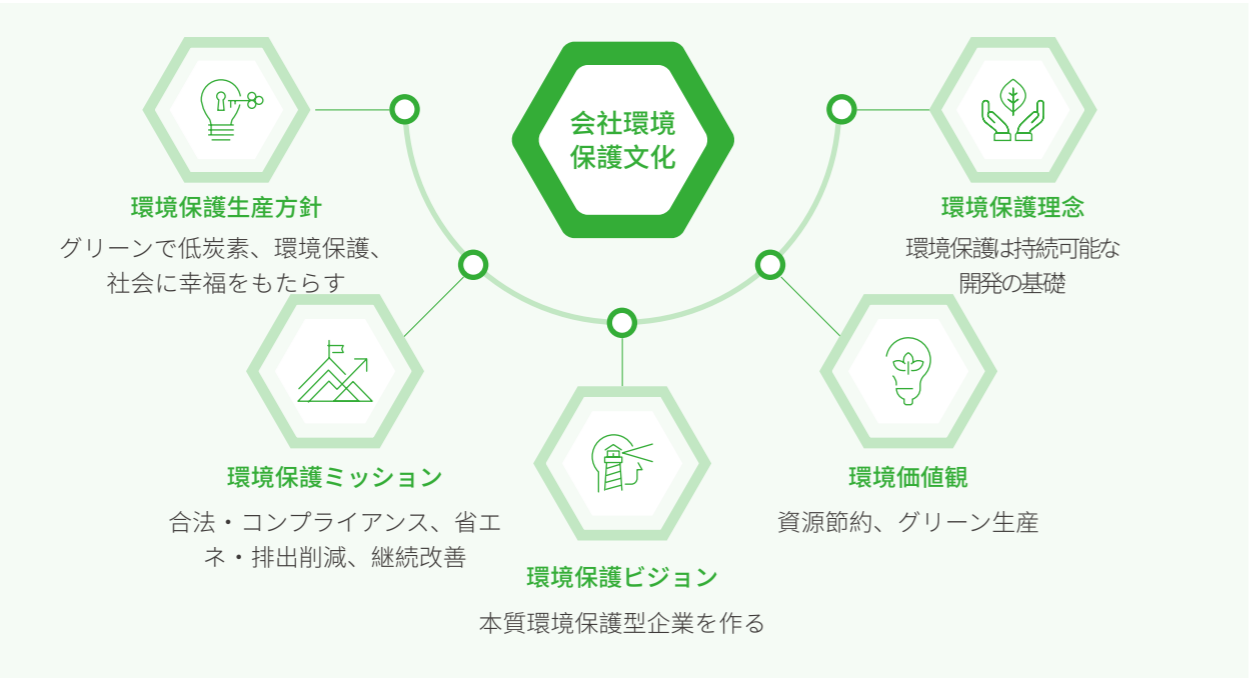 会社環境
保護文化
環境保護生産方針
グリーンで低炭素、環境保護、
社会に幸福をもたらす
環境保護理念
環境保護は持続可能な
開発の基礎
環境保護ミッション
合法・コンプライアンス、省エ
ネ・排出削減、継続改善
環境価値観
資源節約、グリーン生産
環境保護ビジョン
本質環境保護型企業を作る